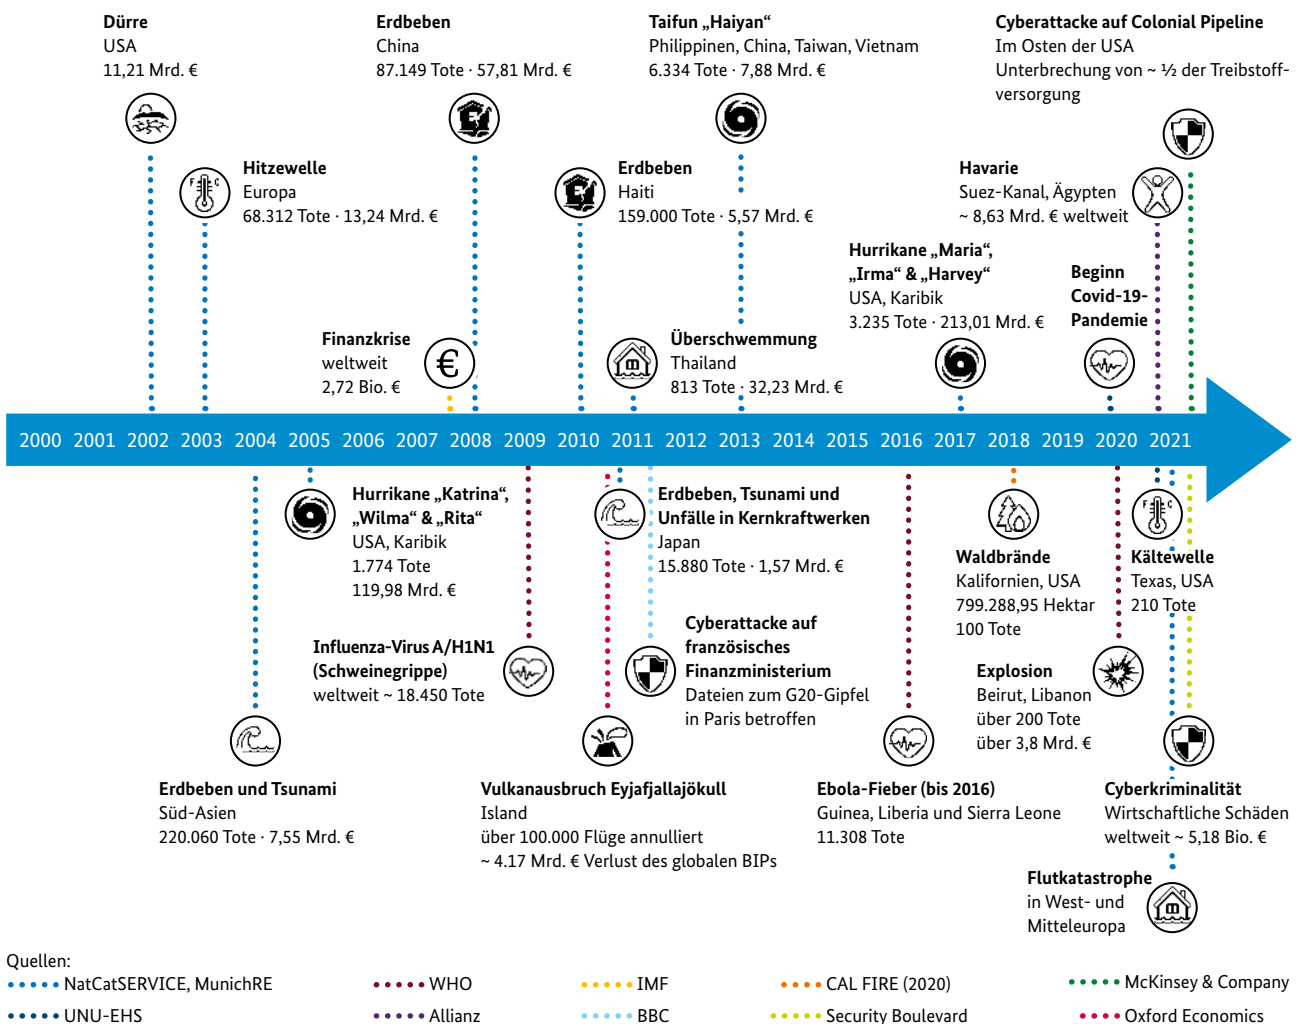 Dürre
USA
11,21 Mrd. €
Erdbeben
China
87.149 Tote · 57,81 Mrd. €
Taifun „Haiyan“
Philippinen, China, Taiwan, Vietnam
6.334 Tote · 7,88 Mrd. €
Cyberattacke auf Colonial Pipeline
Im Osten der USA
Unterbrechung von ~ ½ der Treibstoff-
versorgung
F C
Hitzewelle
Europa
68.312 Tote · 13,24 Mrd. €
Erdbeben
Haiti
159.000 Tote · 5,57 Mrd. €
Havarie
Suez-Kanal, Ägypten
~ 8,63 Mrd. € weltweit
Hurrikane „Maria“,
„Irma“ & „Harvey“
USA, Karibik
3.235 Tote · 213,01 Mrd. €
Beginn
Covid-19-
Pandemie
Finanzkrise
weltweit
2,72 Bio. €
€
Überschwemmung
Thailand
813 Tote · 32,23 Mrd. €
2000 2001 2002 2003 2004 2005 2006 2007 2008 2009 2010 2011 2012 2013 2014 2015 2016 2017 2018 2019 2020 2021
Hurrikane „Katrina“,
„Wilma“ & „Rita“
USA, Karibik
1.774 Tote
119,98 Mrd. €
Erdbeben, Tsunami und
Unfälle in Kernkraftwerken
Japan
15.880 Tote · 1,57 Mrd. €
Waldbrände
Kalifornien, USA
799.288,95 Hektar
100 Tote
F C
Kältewelle
Texas, USA
210 Tote
Influenza-Virus A/H1N1
(Schweinegrippe)
weltweit ~ 18.450 Tote
Cyberattacke auf
französisches
Finanzministerium
Dateien zum G20-Gipfel
in Paris betroffen
Explosion
Beirut, Libanon
über 200 Tote
über 3,8 Mrd. €
Erdbeben und Tsunami
Süd-Asien
220.060 Tote · 7,55 Mrd. €
Vulkanausbruch Eyjafjallajökull
Island
über 100.000 Flüge annulliert
~ 4.17 Mrd. € Verlust des globalen BIPs
Ebola-Fieber (bis 2016)
Guinea, Liberia und Sierra Leone
11.308 Tote
Cyberkriminalität
Wirtschaftliche Schäden
weltweit ~ 5,18 Bio. €
Flutkatastrophe
in West- und
Mitteleuropa
Quellen:
NatCatSERVICE, MunichRE
WHO
IMF
CAL FIRE (2020)
McKinsey & Company
UNU-EHS
Allianz
BBC
Security Boulevard
Oxford Economics